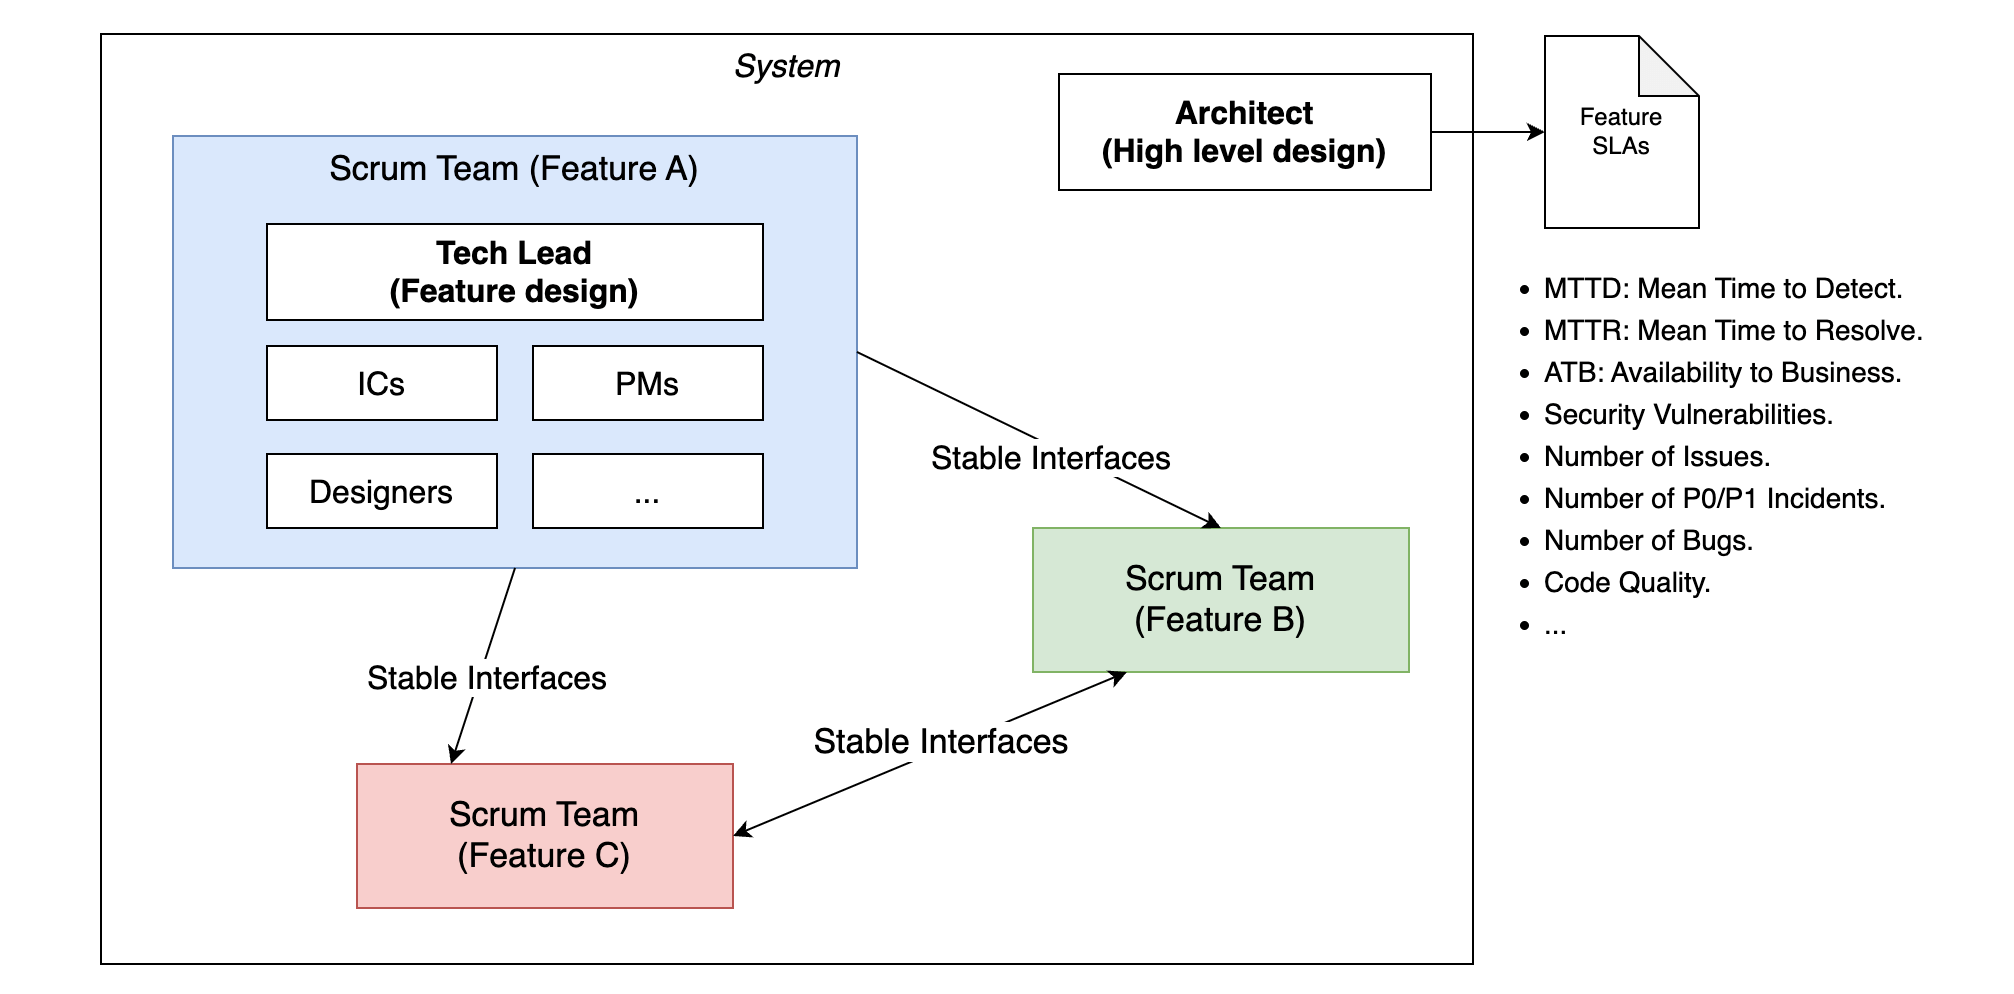 System
Architect
(High level design)
Feature
SLAs
Scrum Team (Feature A)
Tech Lead
(Feature design)
ICs
PMs
Designers
...
Stable Interfaces
Scrum Team
(Feature B)
Stable Interfaces
Stable Interfaces
Scrum Team
(Feature C)
• MTTD: Mean Time to Detect.
• MTTR: Mean Time to Resolve.
• ATB: Availability to Business.
• Security Vulnerabilities.
• Number of Issues.
• Number of P0/P1 Incidents.
• Number of Bugs.
• Code Quality.
• ...